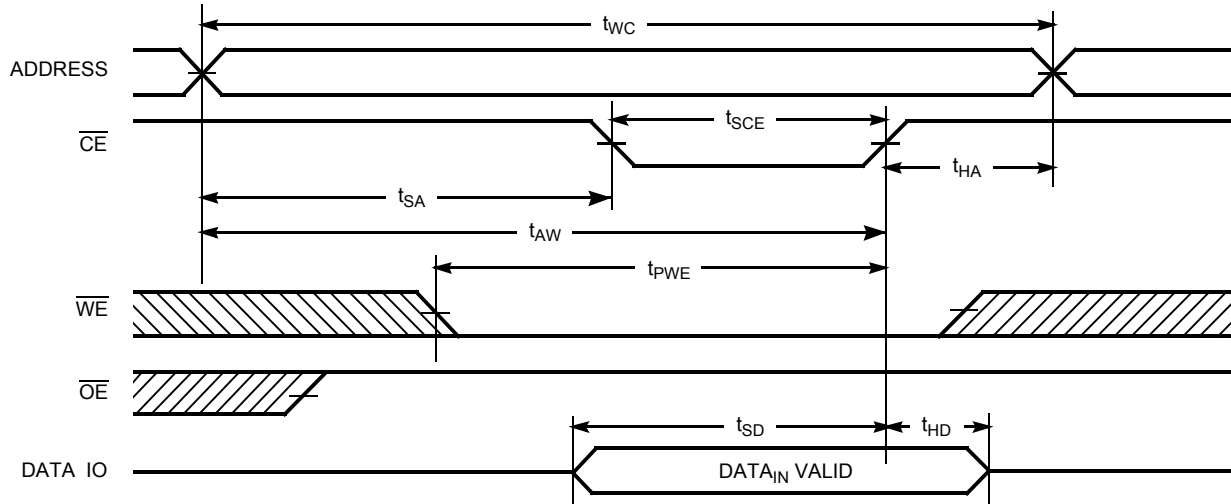 tWC
ADDRESS
CE
tSCE
tHA
tSA
tAW
tPWE
WE
OE
tSD
tHD
DATA IO
DATAIN VALID